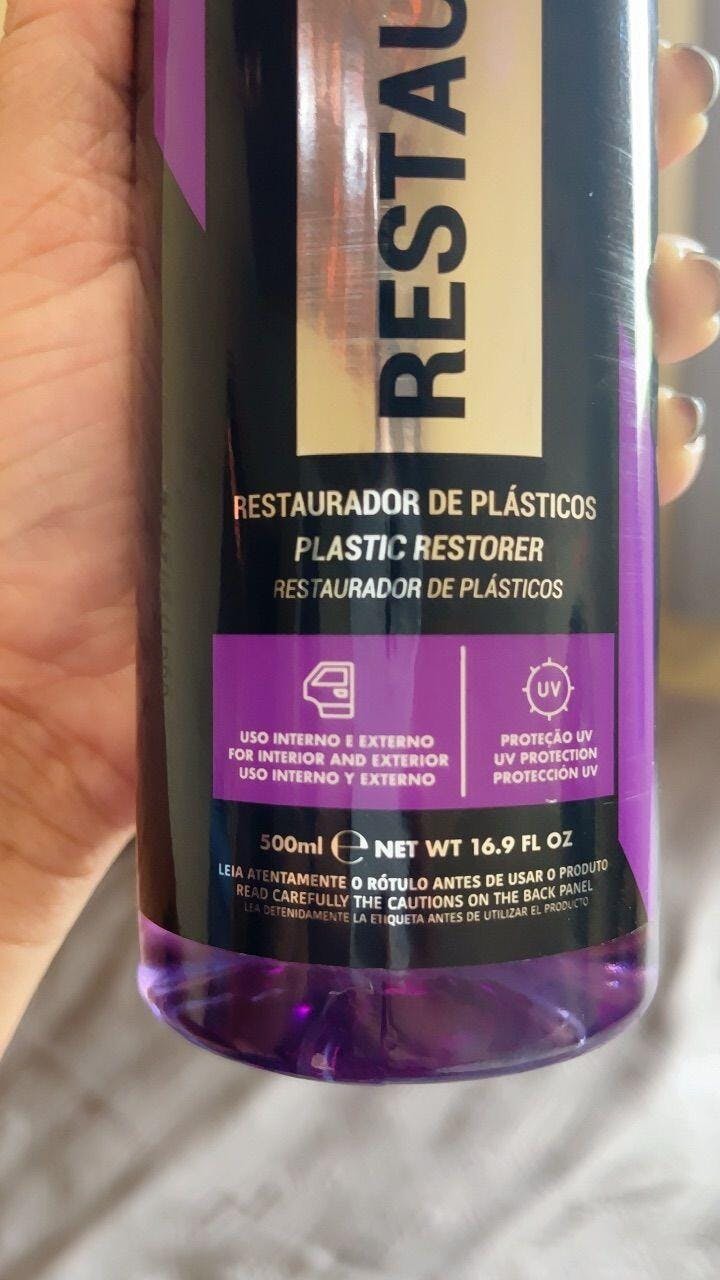 RESTAU
RESTAURADOR DE PLÁSTICOS
PLASTIC RESTORER
RESTAURADOR DE PLÁSTICOS
USO INTERNO E EXTERNO
FOR INTERIOR AND EXTERIOR
USO INTERNO Y EXTERNO
UV
PROTEÇÃO UV
UV PROTECTION
PROTECCIÓN UV
500ml ℮ NET WT 16.9 FL OZ
LEIA ATENTAMENTE O RÓTULO ANTES DE USAR O PRODUTO
READ CAREFULLY THE CAUTIONS ON THE BACK PANEL
LEA DETENIDAMENTE LA ETIQUETA ANTES DE UTILIZAR EL PRODUCTO